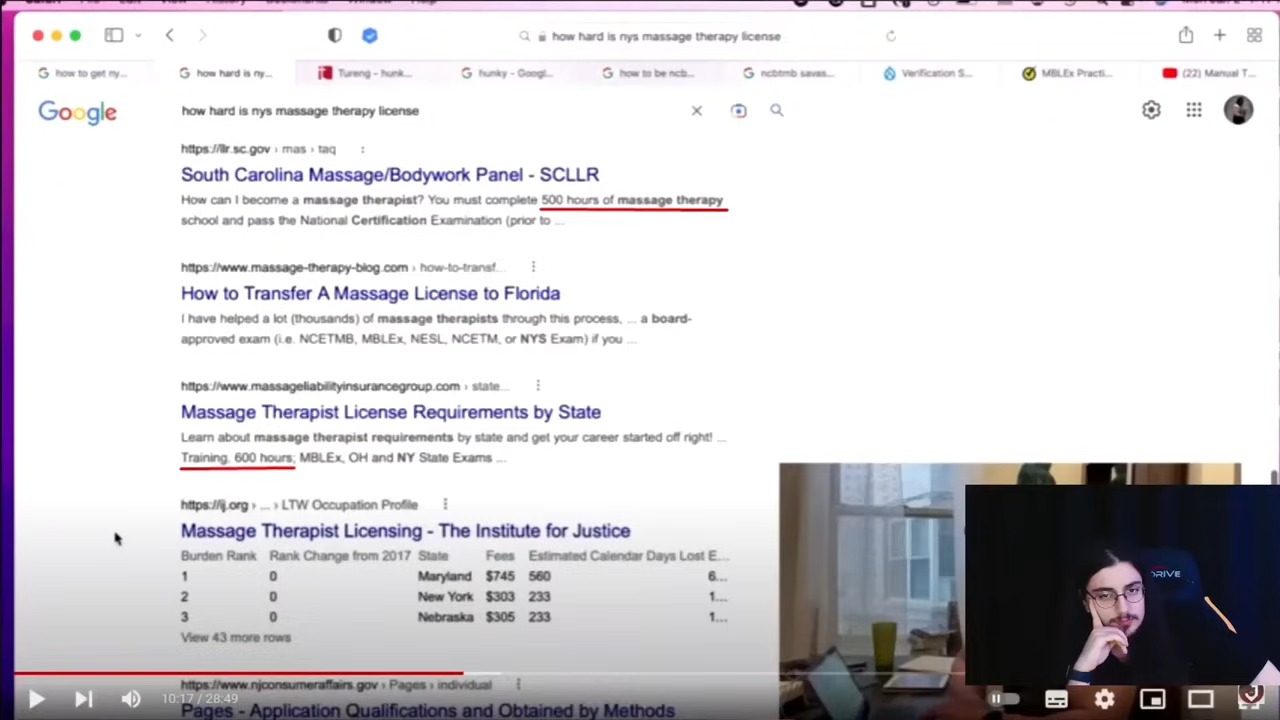 how hard is nys massage therapy license
how to get ny...
how hard is ny...
Tureng - hunk...
hunky - Googl...
how to be ncb...
ncbtmb savas...
Verification S...
MBLEx Practi...
(22) Manual T...
Google
how hard is nys massage therapy license
https://llr.sc.gov › mas › taq
South Carolina Massage/Bodywork Panel - SCLLR
How can I become a massage therapist? You must complete 500 hours of massage therapy
school and pass the National Certification Examination (prior to ...
https://www.massage-therapy-blog.com › how-to-transf...
How to Transfer A Massage License to Florida
I have helped a lot (thousands) of massage therapists through this process, ... a board-
approved exam (i.e. NCETMB, MBLEx, NESL, NCETM, or NYS Exam) if you ...
https://www.massageliabilityinsurancegroup.com › state...
Massage Therapist License Requirements by State
Learn about massage therapist requirements by state and get your career started off right! ...
Training. 600 hours; MBLEx, OH and NY State Exams ...
https://ij.org › ... › LTW Occupation Profile
Massage Therapist Licensing - The Institute for Justice
Burden Rank Rank Change from 2017 State Fees Estimated Calendar Days Lost E...
1 0 Maryland $745 560 6...
2 0 New York $303 233 1...
3 0 Nebraska $305 233 1...
View 43 more rows
https://www.njconsumeraffairs.gov › Pages › individual
Pages - Application Qualifications and Obtained by Methods
10:17 / 28:49
DRIVE